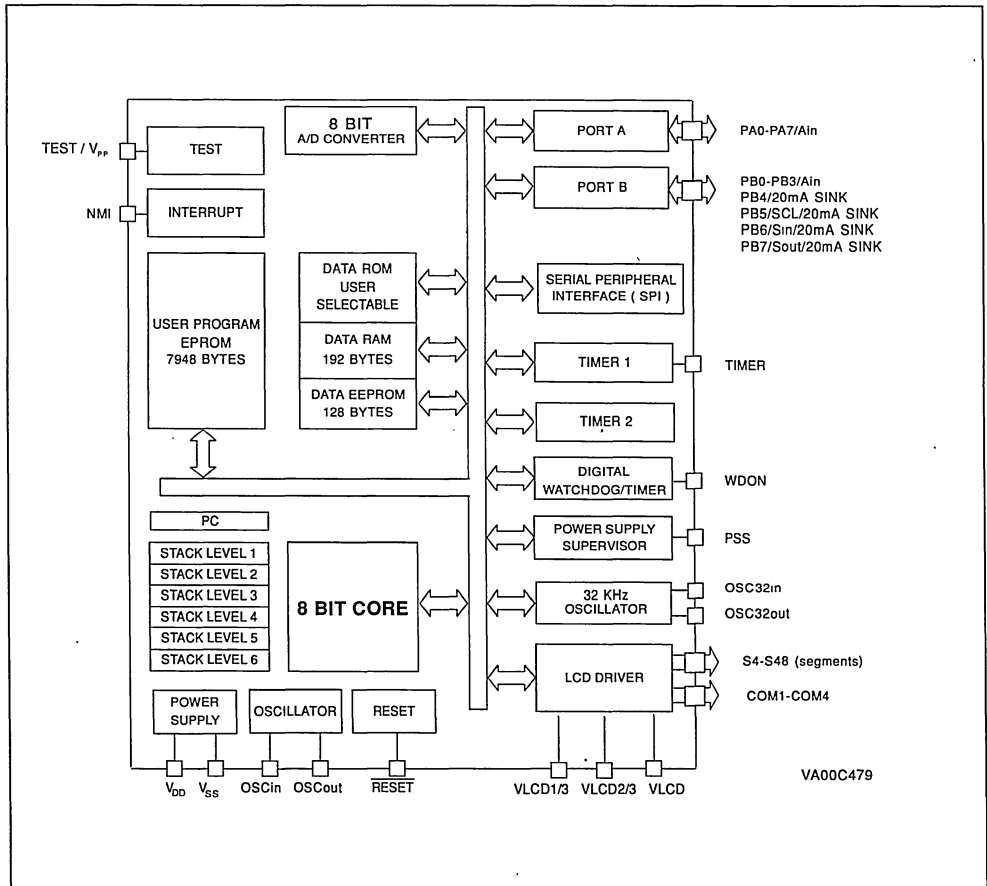 8 BIT
A/D CONVERTER
PORT A
PA0-PA7/Ain
TEST / VPP
TEST
PORT B
PB0-PB3/Ain
PB4/20mA SINK
PB5/SCL/20mA SINK
PB6/Sin/20mA SINK
PB7/Sout/20mA SINK
NMI
INTERRUPT
USER PROGRAM
EPROM
7948 BYTES
DATA ROM
USER
SELECTABLE
DATA RAM
192 BYTES
DATA EEPROM
128 BYTES
SERIAL PERIPHERAL
INTERFACE ( SPI )
TIMER 1
TIMER
TIMER 2
DIGITAL
WATCHDOG/TIMER
WDON
PC
STACK LEVEL 1
STACK LEVEL 2
STACK LEVEL 3
STACK LEVEL 4
STACK LEVEL 5
STACK LEVEL 6
8 BIT CORE
POWER SUPPLY
SUPERVISOR
PSS
32 KHz
OSCILLATOR
OSC32in
OSC32out
LCD DRIVER
S4-S48 (segments)
COM1-COM4
POWER
SUPPLY
OSCILLATOR
RESET
VDD
VSS
OSCin
OSCout
RESET
VLCD1/3
VLCD2/3
VLCD
VA00C479